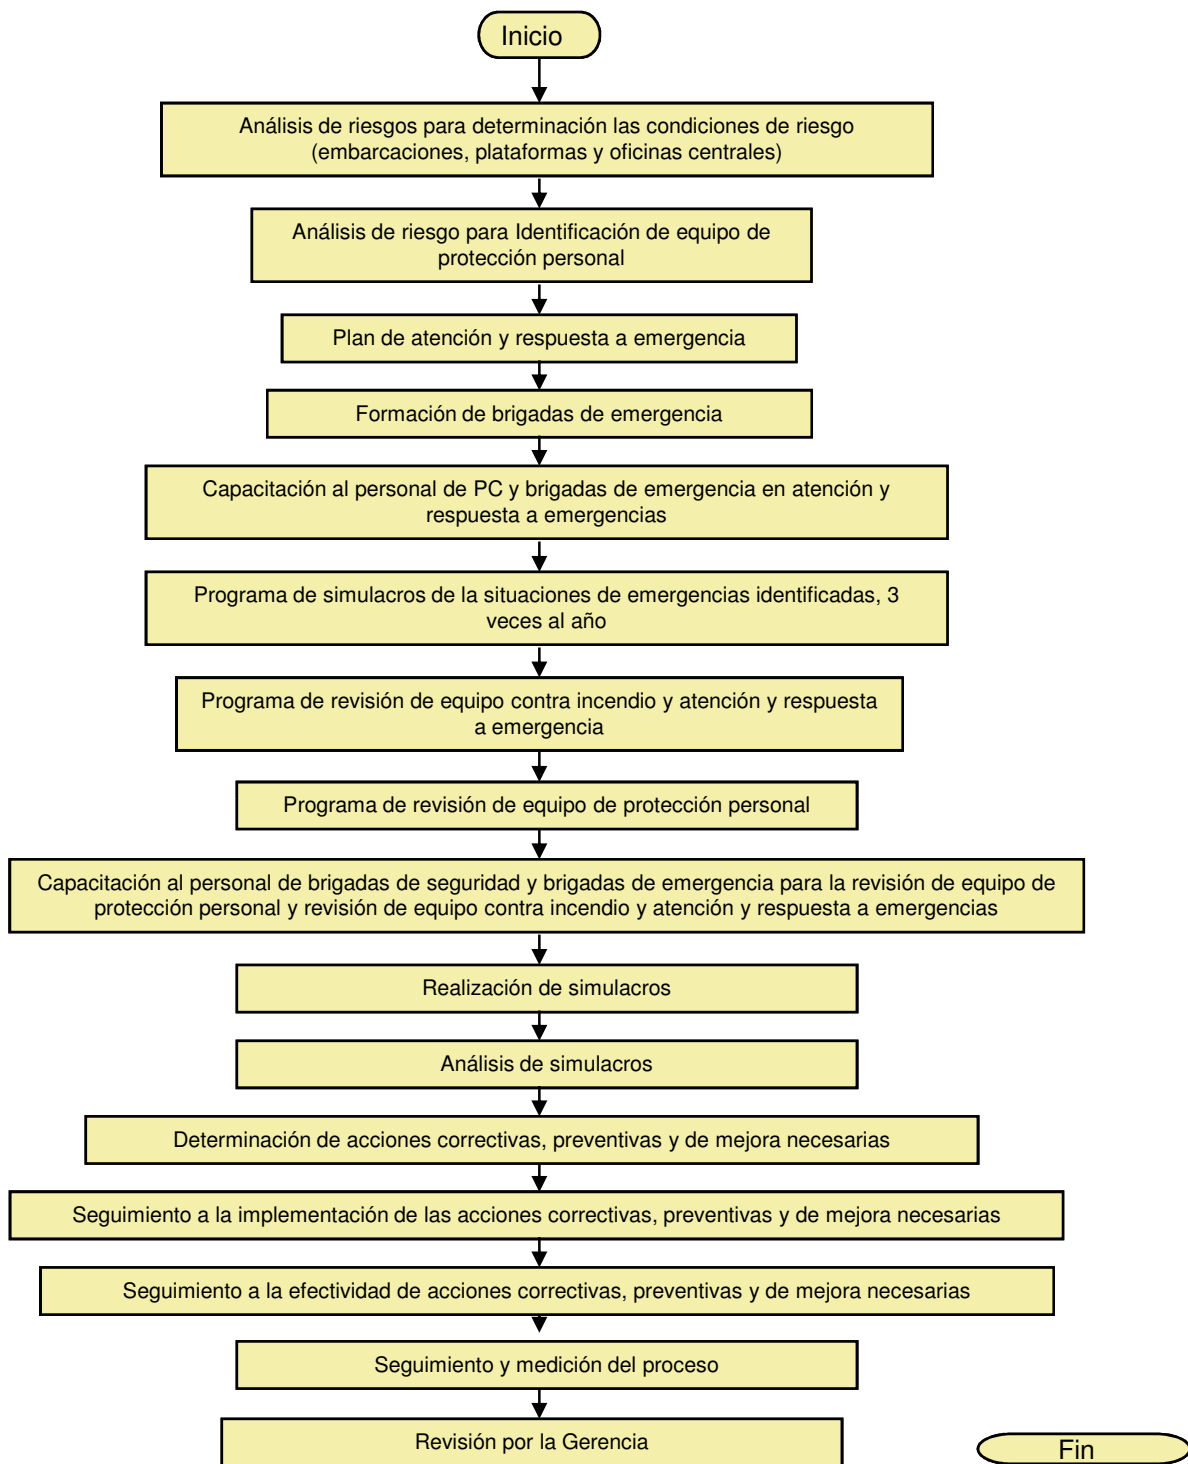 Inicio
Análisis de riesgos para determinación las condiciones de riesgo
(embarcaciones, plataformas y oficinas centrales)
Análisis de riesgo para Identificación de equipo de
protección personal
Plan de atención y respuesta a emergencia
Formación de brigadas de emergencia
Capacitación al personal de PC y brigadas de emergencia en atención y
respuesta a emergencias
Programa de simulacros de la situaciones de emergencias identificadas, 3
veces al año
Programa de revisión de equipo contra incendio y atención y respuesta
a emergencia
Programa de revisión de equipo de protección personal
Capacitación al personal de brigadas de seguridad y brigadas de emergencia para la revisión de equipo de
protección personal y revisión de equipo contra incendio y atención y respuesta a emergencias
Realización de simulacros
Análisis de simulacros
Determinación de acciones correctivas, preventivas y de mejora necesarias
Seguimiento a la implementación de las acciones correctivas, preventivas y de mejora necesarias
Seguimiento a la efectividad de acciones correctivas, preventivas y de mejora necesarias
Seguimiento y medición del proceso
Revisión por la Gerencia
Fin